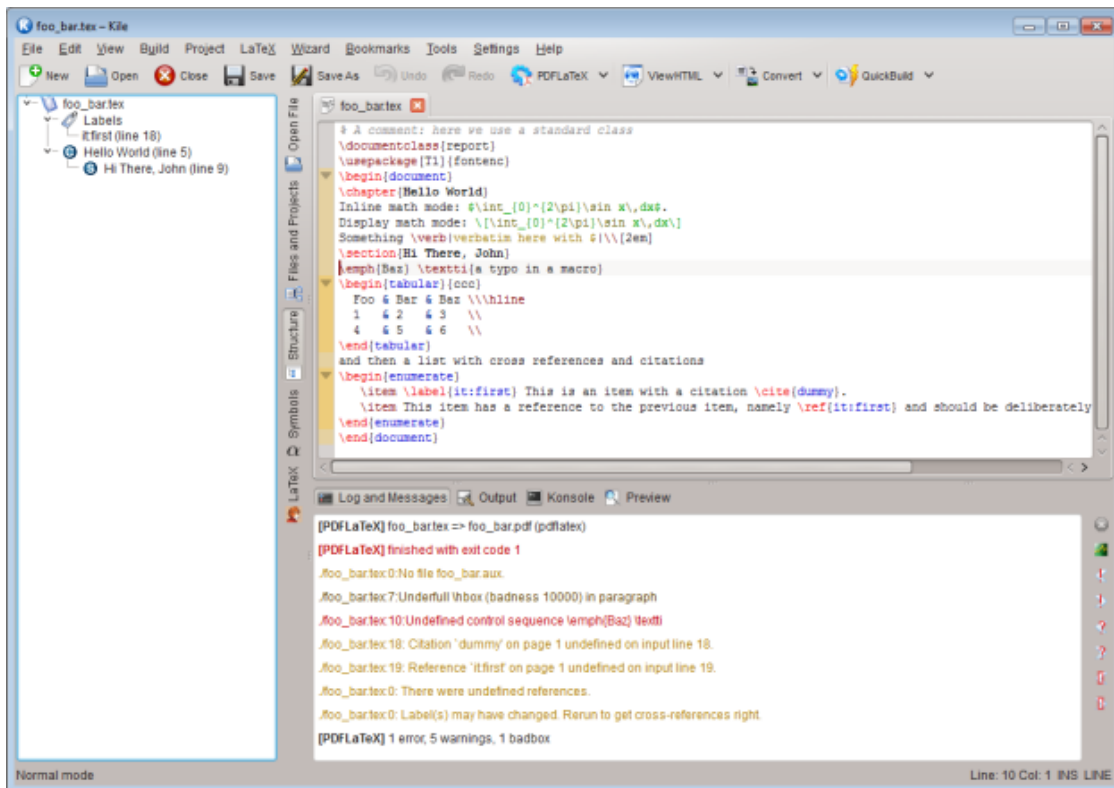 foo_bar.tex – Kile
File Edit View Build Project LaTeX Wizard Bookmarks Tools Settings Help
New Open Close Save Save As Undo Redo PDFLaTeX ViewHTML Convert QuickBuild
foo_bar.tex
Labels
it:first (line 18)
Hello World (line 5)
Hi There, John (line 9)
Open File
Files and Projects
Structure
Symbols
LaTeX
foo_bar.tex
% A comment: here we use a standard class
\documentclass{report}
\usepackage[T1]{fontenc}
\begin{document}
\chapter{Hello World}
Inline math mode: $\int_{0}^{2\pi}\sin x\,dx$.
Display math mode: \[\int_{0}^{2\pi}\sin x\,dx\]
Something \verb|verbatim here with $|\\[2em]
\section{Hi There, John}
\emph{Baz} \textti{a typo in a macro}
\begin{tabular}{ccc}
Foo & Bar & Baz \\\hline
1 & 2 & 3 \\
4 & 5 & 6 \\
\end{tabular}
and then a list with cross references and citations
\begin{enumerate}
\item \label{it:first} This is an item with a citation \cite{dummy}.
\item This item has a reference to the previous item, namely \ref{it:first} and should be deliberately
\end{enumerate}
\end{document}
Log and Messages Output Konsole Preview
[PDFLaTeX] foo_bar.tex => foo_bar.pdf (pdflatex)
[PDFLaTeX] finished with exit code 1
./foo_bar.tex:0:No file foo_bar.aux.
./foo_bar.tex:7:Underfull \hbox (badness 10000) in paragraph
./foo_bar.tex:10:Undefined control sequence \emph{Baz} \textti
./foo_bar.tex:18: Citation `dummy' on page 1 undefined on input line 18.
./foo_bar.tex:19: Reference `it:first' on page 1 undefined on input line 19.
./foo_bar.tex:0: There were undefined references.
./foo_bar.tex:0: Label(s) may have changed. Rerun to get cross-references right.
[PDFLaTeX] 1 error, 5 warnings, 1 badbox
Normal mode
Line: 10 Col: 1 INS LINE